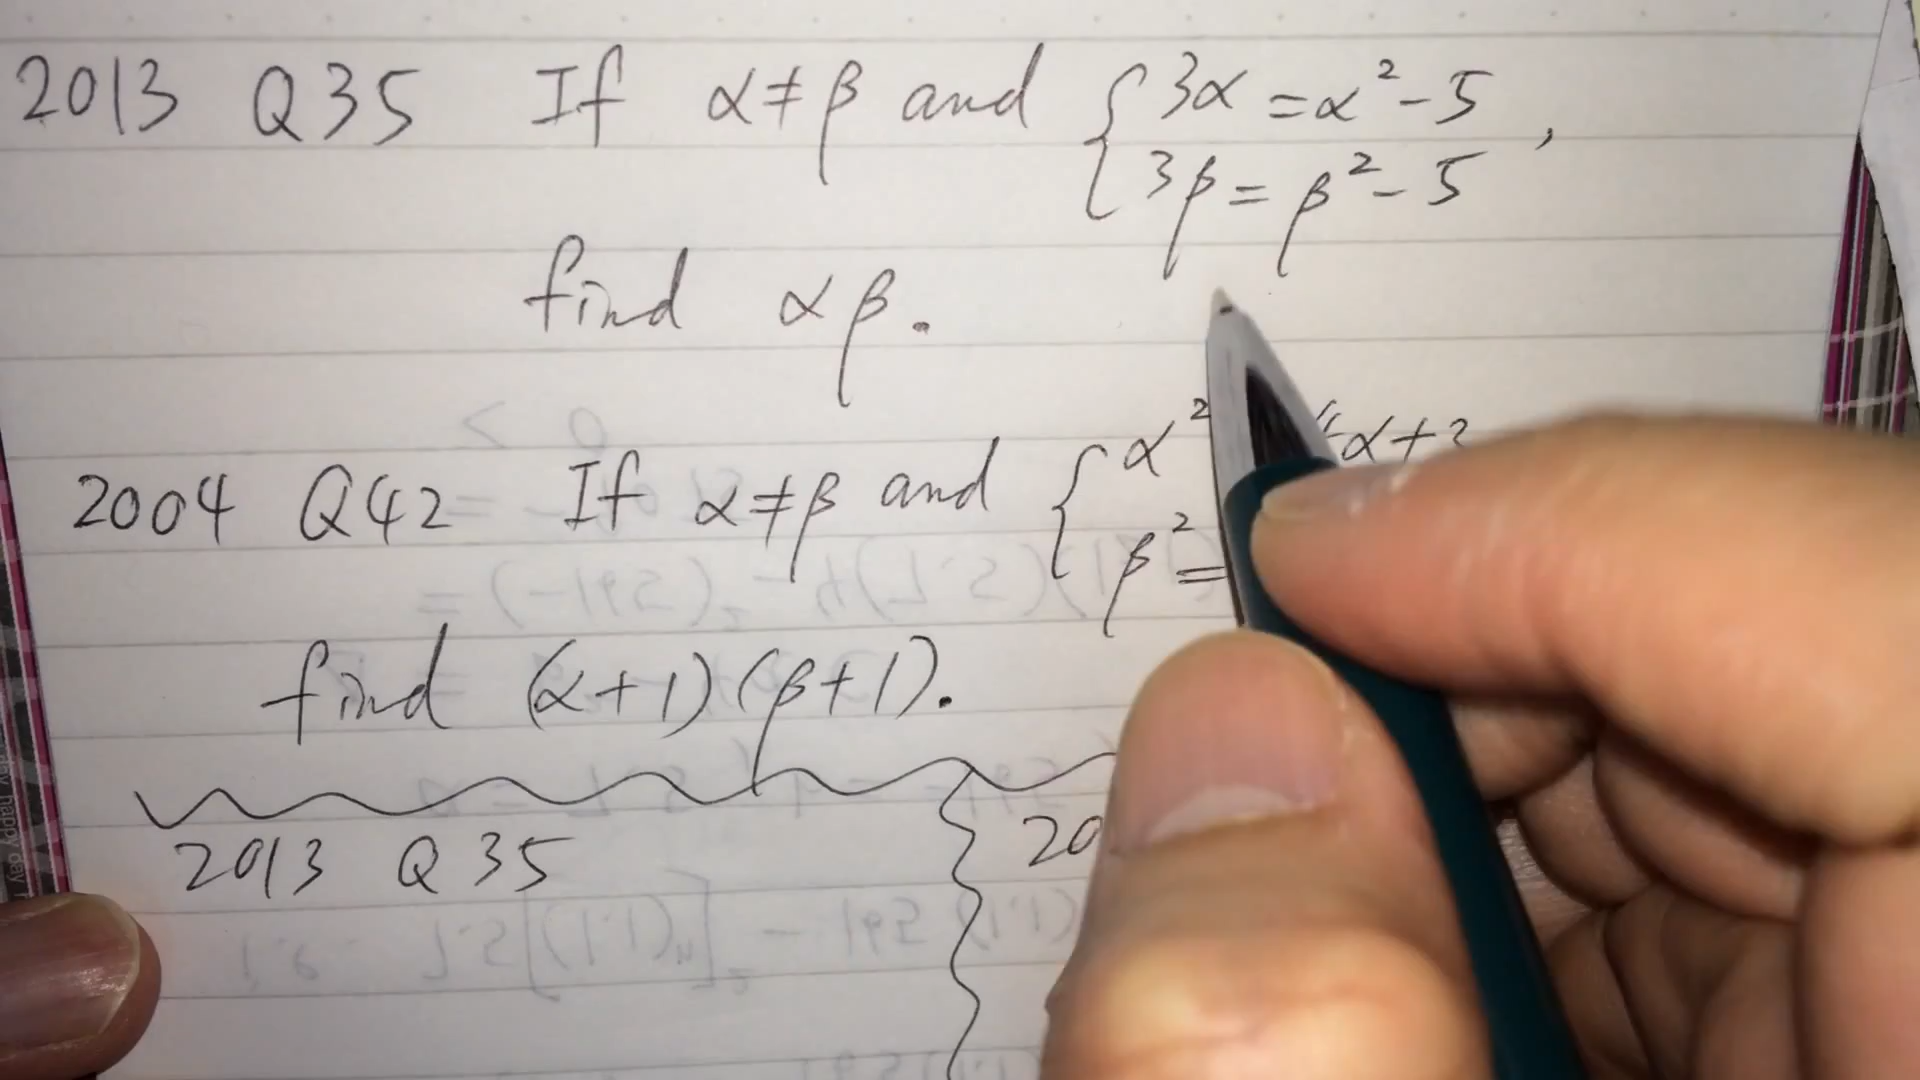 2013 Q35 If α≠β and { 3α = α² - 5
3β = β² - 5 ,
find αβ.
2004 Q42 If α≠β and { α² α+
β² =
find (α+1)(β+1).
2013 Q35
20